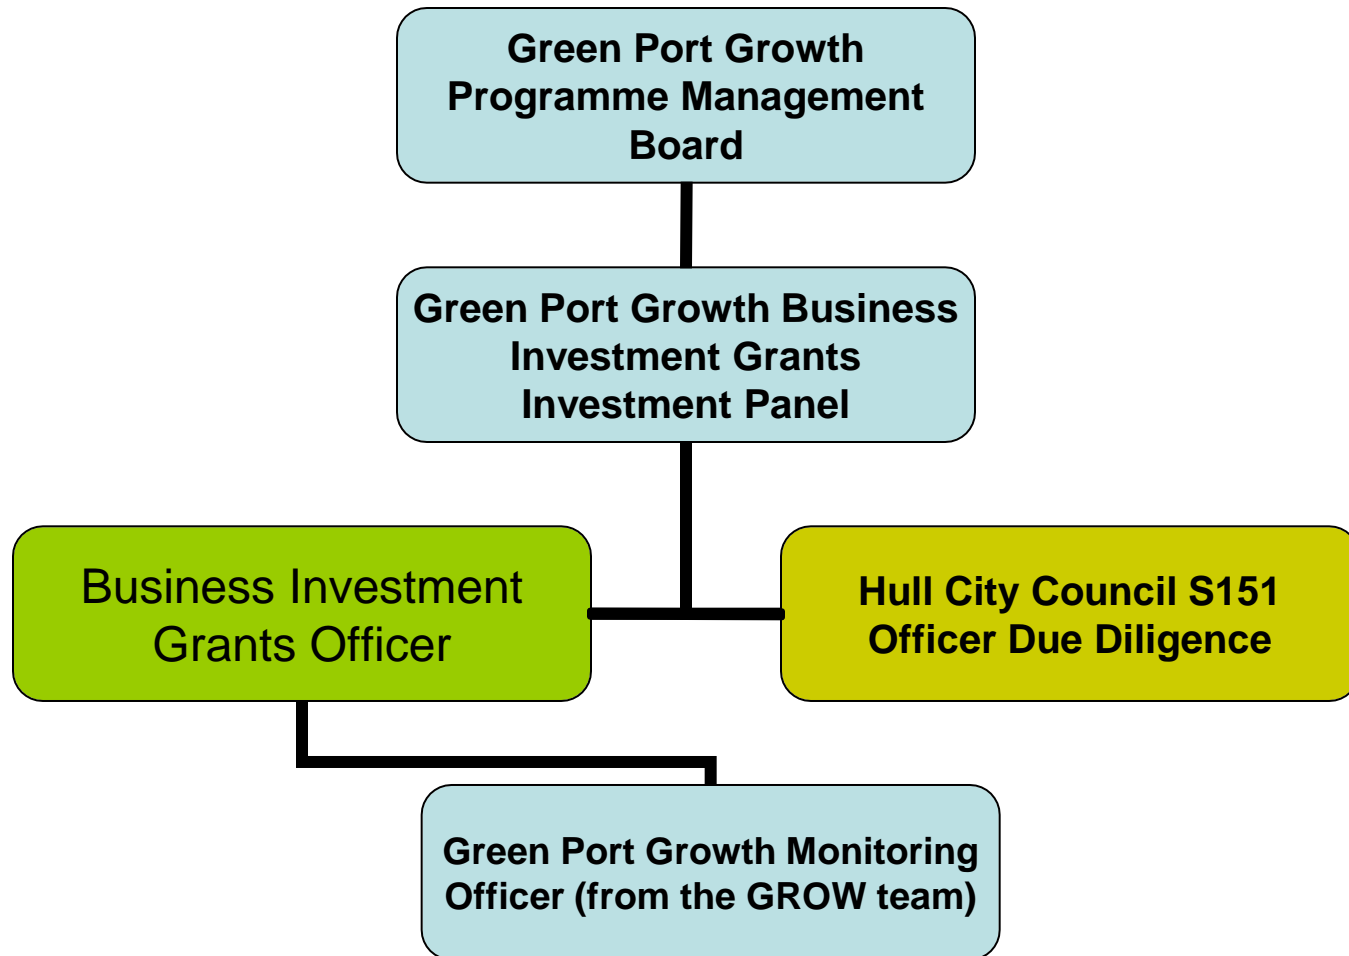 Green Port Growth
Programme Management
Board
Green Port Growth Business
Investment Grants
Investment Panel
Business Investment
Grants Officer
Hull City Council S151
Officer Due Diligence
Green Port Growth Monitoring
Officer (from the GROW team)